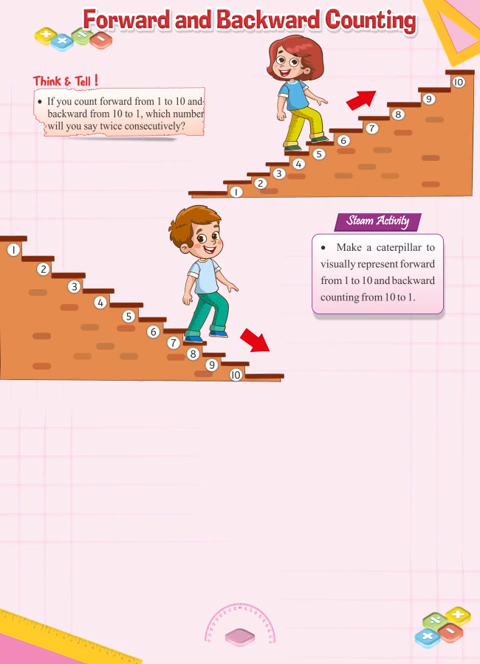 Forward and Backward Counting
Think & Tell !
• If you count forward from 1 to 10 and
backward from 10 to 1, which number
will you say twice consecutively?
10
9
8
7
6
5
4
3
2
1
Steam Activity
• Make a caterpillar to
visually represent forward
from 1 to 10 and backward
counting from 10 to 1.
1
2
3
4
5
6
7
8
9
10